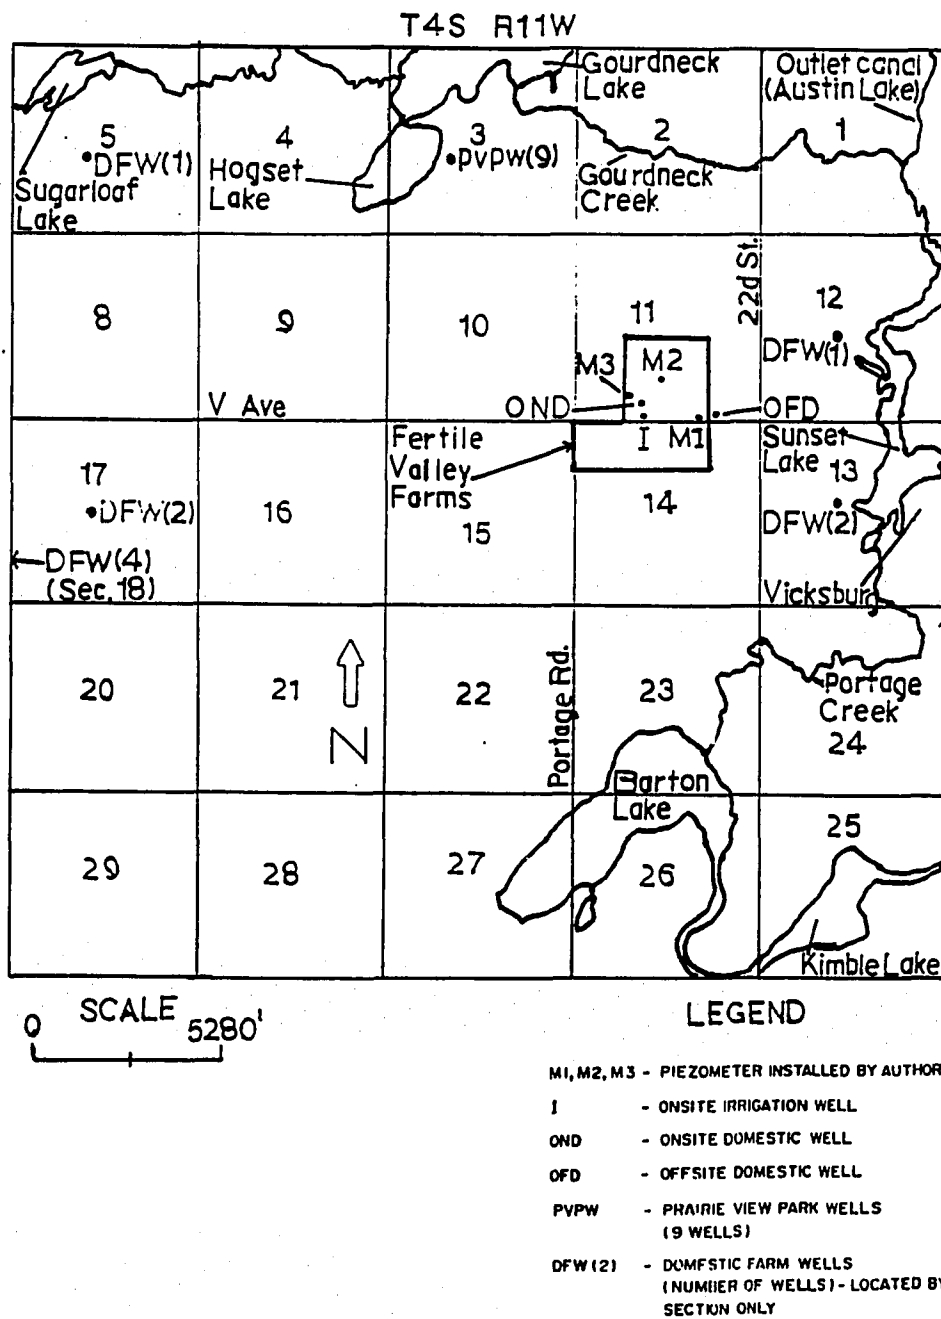 T4S R11W
Gourdneck
Lake
Outlet canal
(Austin Lake)
5
4
3
2
1
DFW(1)
PVPW(9)
Hogset
Lake
Gourdneck
Creek
Sugarloaf
Lake
22d St.
8
9
10
11
12
M3
M2
DFW(1)
V Ave
OND
OFD
Fertile
Valley
Farms
I
M1
Sunset
Lake
17
16
15
14
13
DFW(2)
DFW(2)
DFW(4)
(Sec. 18)
Vicksburg
20
21
22
23
Portage Rd.
Portage
Creek
24
N
Barton
Lake
25
29
28
27
26
Kimble Lake
SCALE
0
5280'
LEGEND
M1, M2, M3 - PIEZOMETER INSTALLED BY AUTHOR
I - ONSITE IRRIGATION WELL
OND - ONSITE DOMESTIC WELL
OFD - OFFSITE DOMESTIC WELL
PVPW - PRAIRIE VIEW PARK WELLS
(9 WELLS)
DFW(2) - DOMESTIC FARM WELLS
(NUMBER OF WELLS) - LOCATED BY
SECTION ONLY